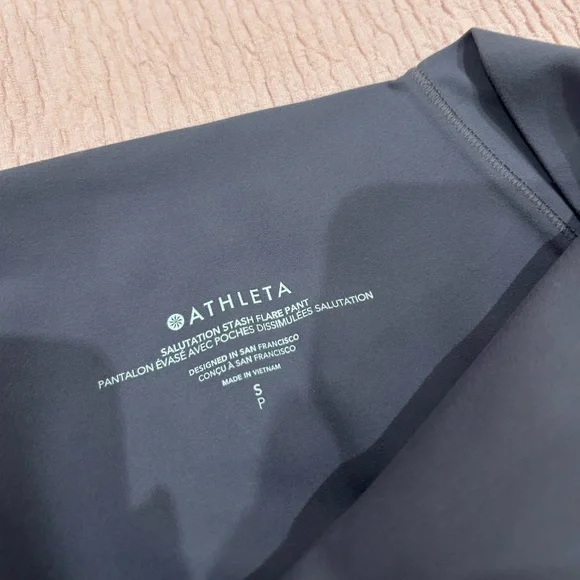 ATHLETA
SALUTATION STASH FLARE PANT
PANTALON ÉVASÉ AVEC POCHES DISSIMULÉES SALUTATION
DESIGNED IN SAN FRANCISCO
CONÇU À SAN FRANCISCO
MADE IN VIETNAM
S
P